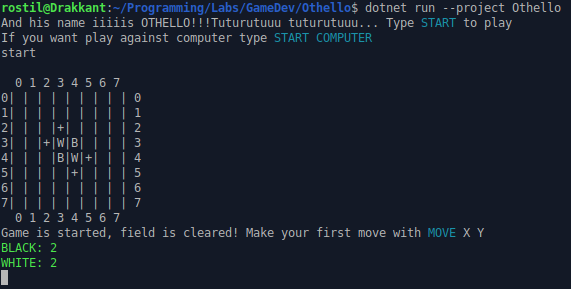 rostil@Drakkant:~/Programming/Labs/GameDev/Othello$ dotnet run --project Othello
And his name iiiiis OTHELLO!!!Tuturutuuu tuturutuuu... Type START to play
If you want play against computer type START COMPUTER
start
  0 1 2 3 4 5 6 7
0| | | | | | | | | 0
1| | | | | | | | | 1
2| | | |+| | | | | 2
3| | |+|W|B| | | | 3
4| | | |B|W|+| | | 4
5| | | | |+| | | | 5
6| | | | | | | | | 6
7| | | | | | | | | 7
  0 1 2 3 4 5 6 7
Game is started, field is cleared! Make your first move with MOVE X Y
BLACK: 2
WHITE: 2